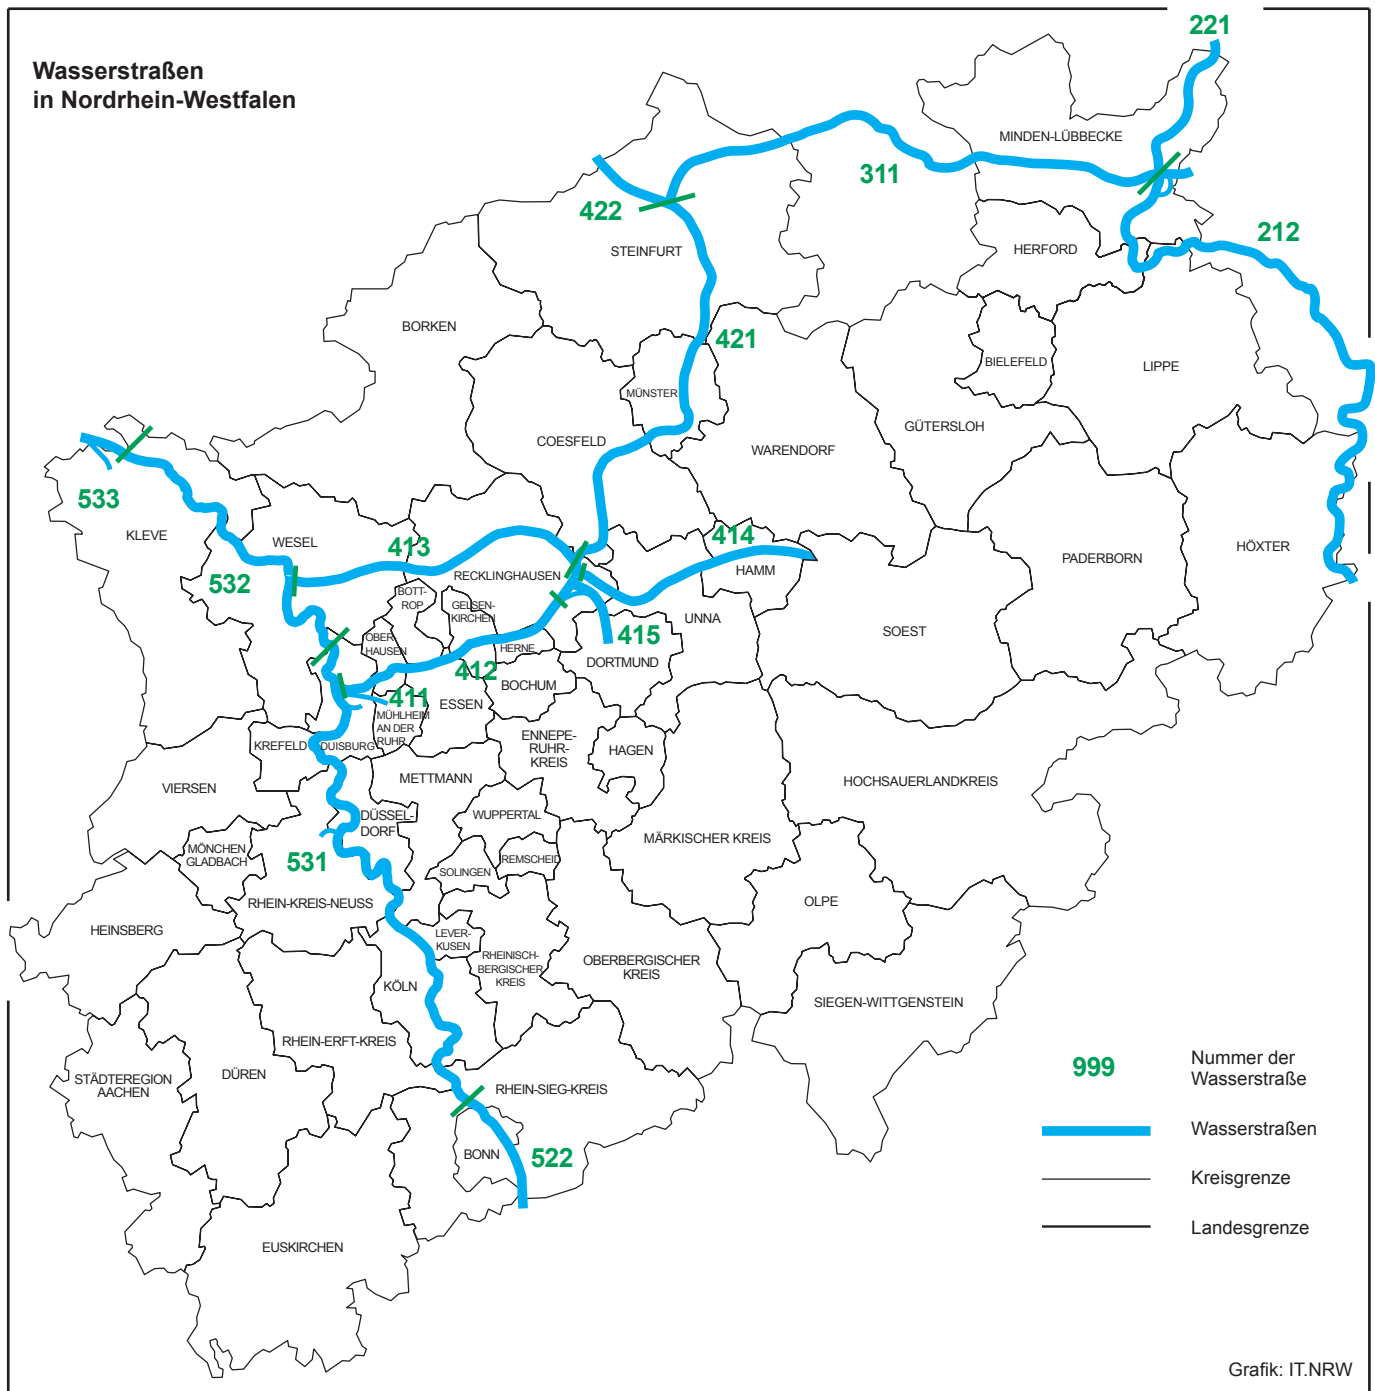 Wasserstraßen
in Nordrhein-Westfalen
221
MINDEN-LÜBBECKE
311
422
212
STEINFURT
HERFORD
BORKEN
421
BIELEFELD
LIPPE
MÜNSTER
GÜTERSLOH
COESFELD
WARENDORF
533
KLEVE
WESEL
413
414
HÖXTER
PADERBORN
532
RECKLINGHAUSEN
HAMM
BOTT-
ROP
GELSEN-
KIRCHEN
UNNA
SOEST
OBER-
HAUSEN
HERNE
415
DORTMUND
412
411
BOCHUM
ESSEN
MÜHLHEIM
AN DER
RUHR
KREFELD
DUISBURG
ENNEPE-
RUHR-
KREIS
HAGEN
METTMANN
HOCHSAUERLANDKREIS
VIERSEN
DÜSSEL-
DORF
WUPPERTAL
MÄRKISCHER KREIS
MÖNCHEN
GLADBACH
531
REMSCHEID
SOLINGEN
RHEIN-KREIS-NEUSS
OLPE
HEINSBERG
LEVER-
KUSEN
RHEINISCH-
BERGISCHER
KREIS
OBERBERGISCHER
KREIS
KÖLN
SIEGEN-WITTGENSTEIN
RHEIN-ERFT-KREIS
STÄDTEREGION
AACHEN
DÜREN
RHEIN-SIEG-KREIS
BONN
522
EUSKIRCHEN
999
Nummer der
Wasserstraße
Wasserstraßen
Kreisgrenze
Landesgrenze
Grafik: IT.NRW